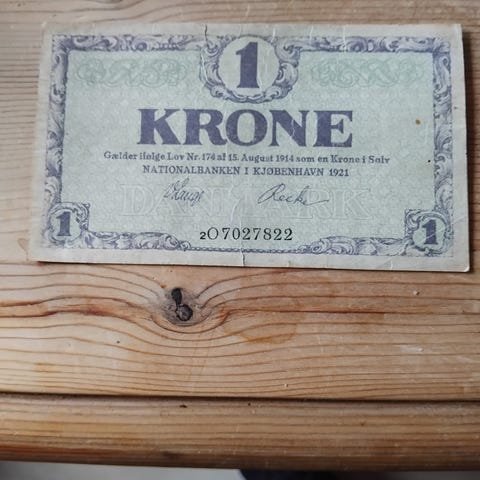 1
KRONE
Gælder ifølge Lov Nr. 174 af 15. August 1914 som en Krone i Sølv
NATIONALBANKEN I KJØBENHAVN 1921
DANMARK
1 1
2O7027822